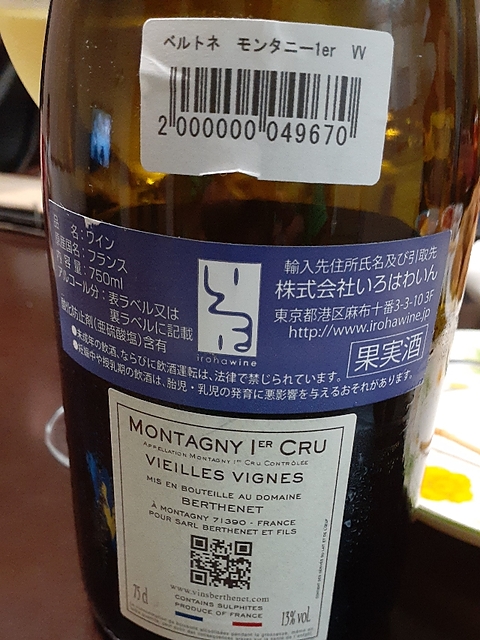 ベルトネ モンタニー1er VV
2 000000 049670
品 名：ワイン
原産国名：フランス
内容量：750ml
アルコール分：表ラベル又は
裏ラベルに記載
酸化防止剤(亜硫酸塩)含有
いろは
irohawine
輸入先住所氏名及び引取先
株式会社いろはわいん
東京都港区麻布十番3-3-10 3F
http://www.irohawine.jp
果実酒
●未成年の飲酒、ならびに飲酒運転は、法律で禁じられています。
●妊娠中や授乳期の飲酒は、胎児・乳児の発育に悪影響を与えるおそれがあります。
MONTAGNY 1ER CRU
APPELLATION MONTAGNY 1ER CRU CONTRÔLÉE
VIEILLES VIGNES
MIS EN BOUTEILLE AU DOMAINE
BERTHENET
À MONTAGNY 71390 - FRANCE
POUR SARL BERTHENET ET FILS
www.vinsberthenet.com
75 cl
CONTAINS SULPHITES
PRODUCE OF FRANCE
13% vol.